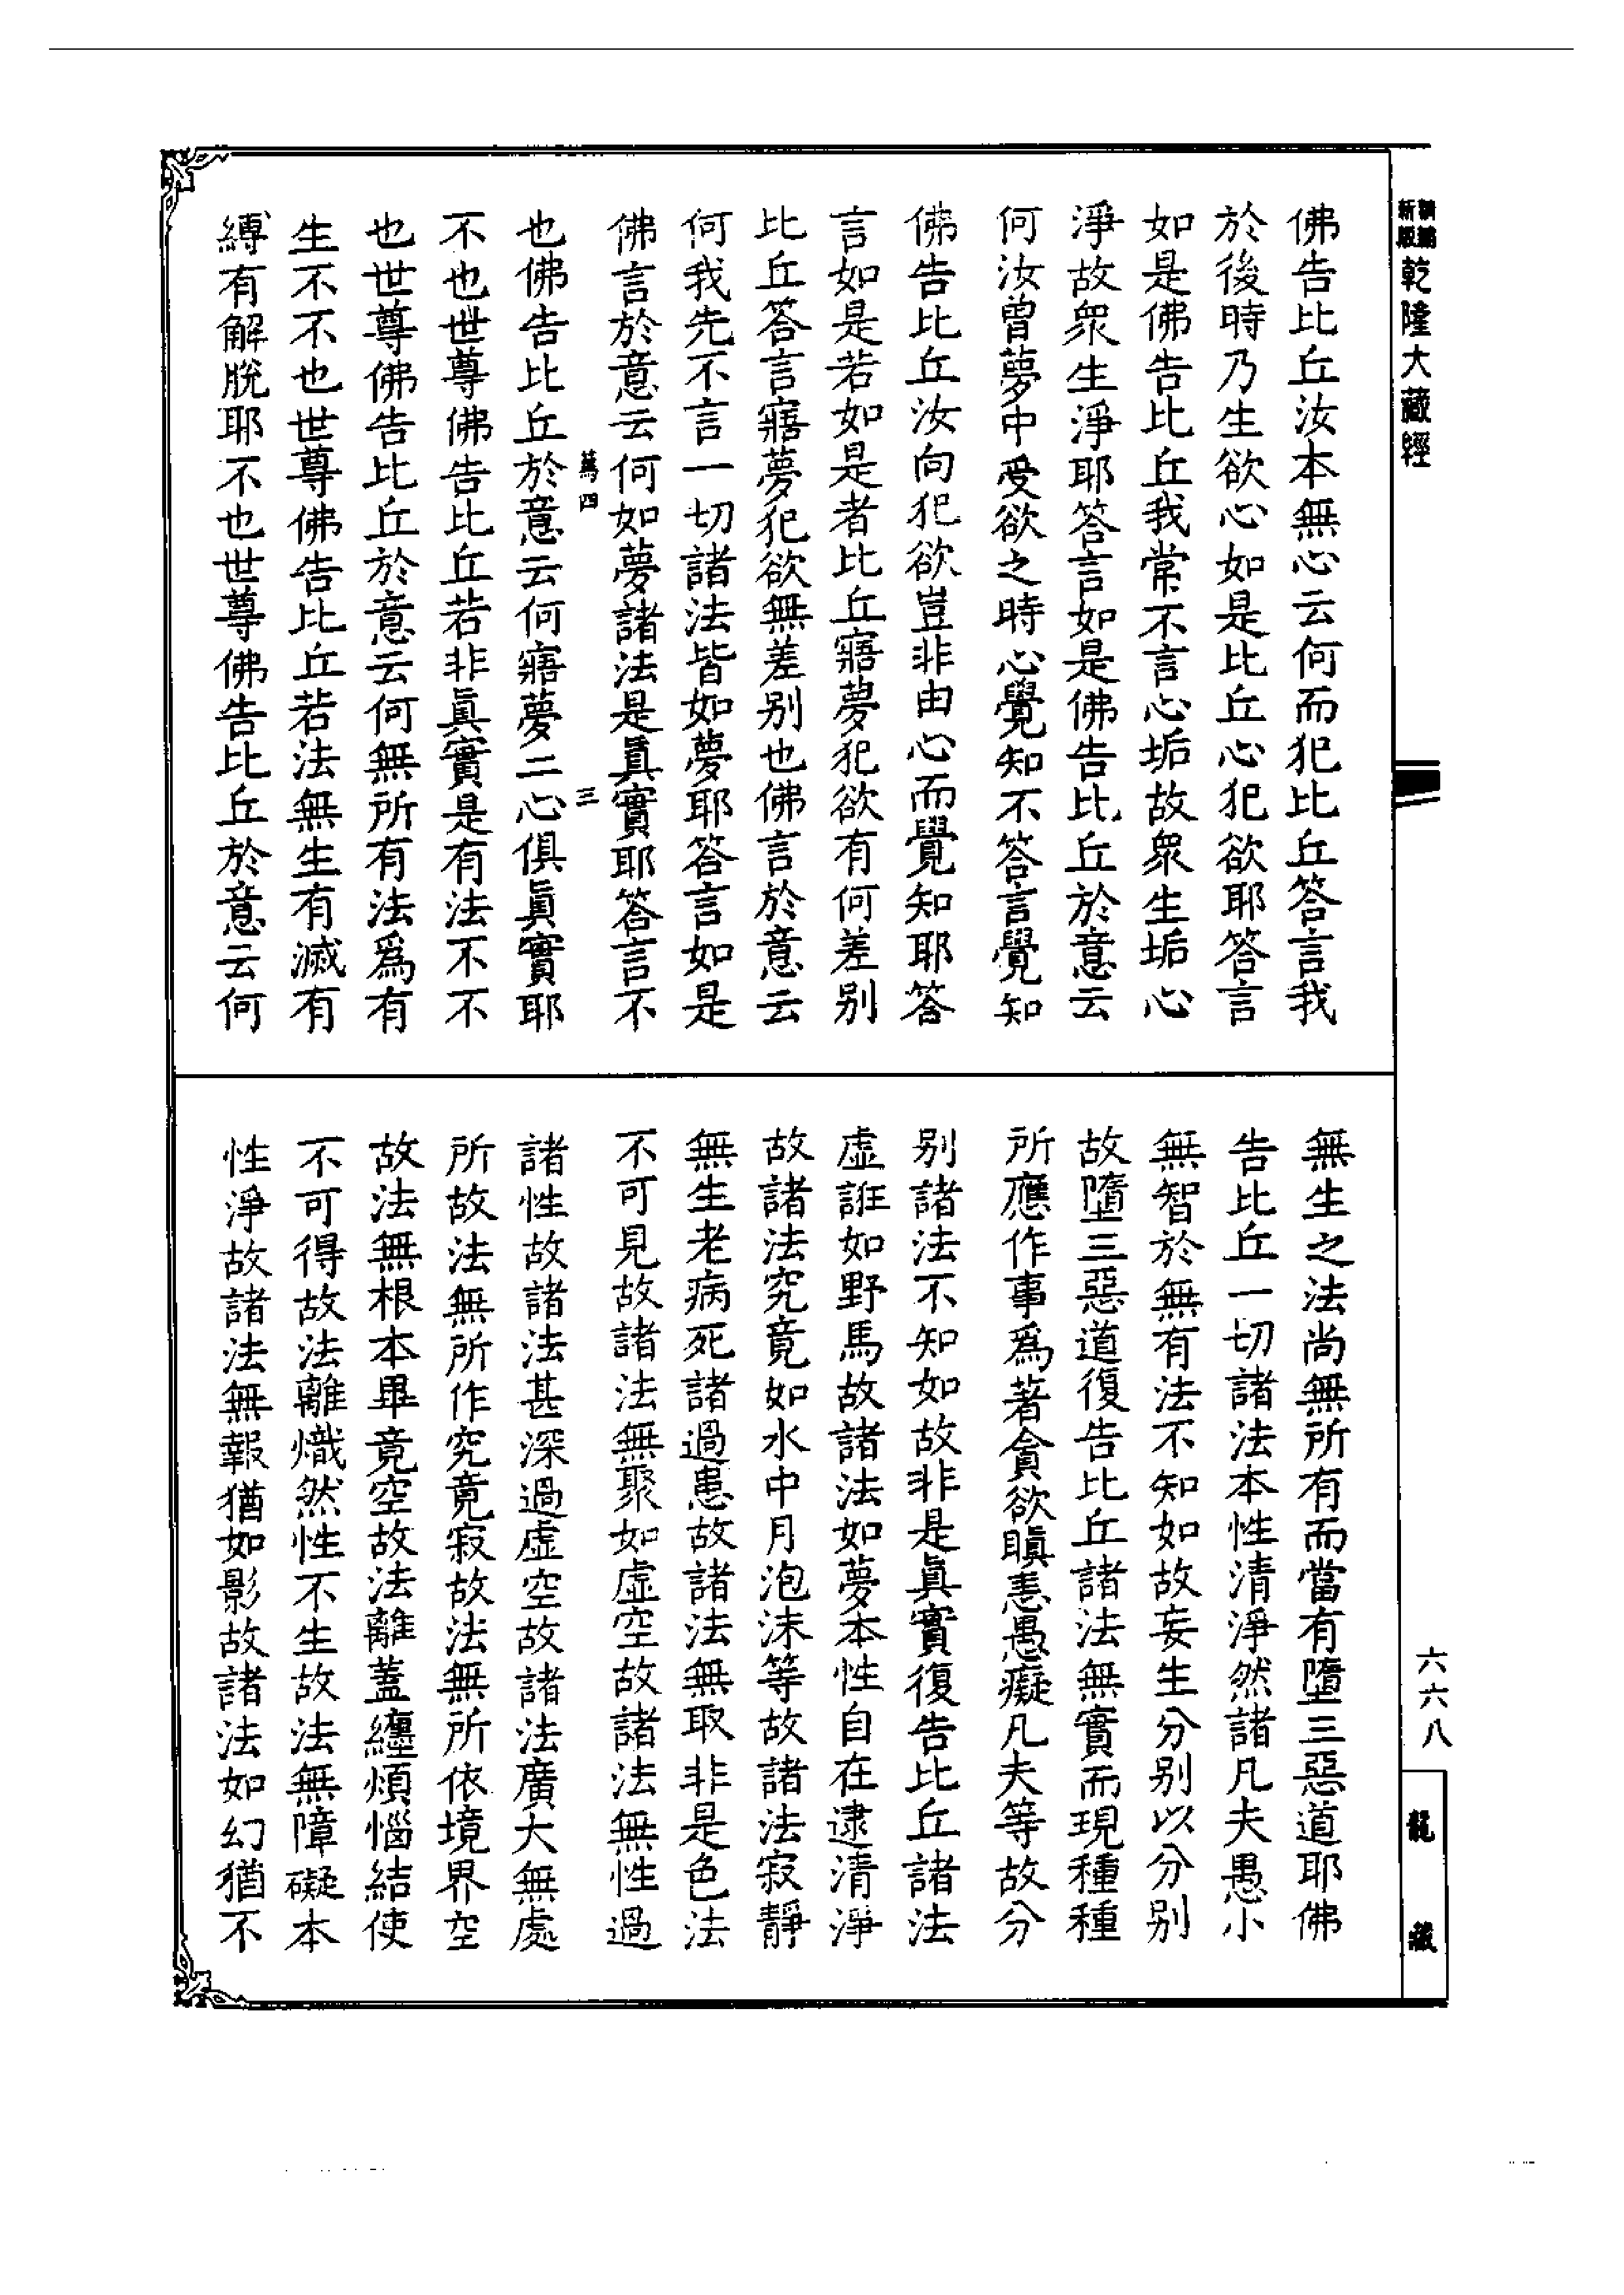 新編
新版
乾隆大藏經
佛告比丘汝本無心云何而犯比丘答言我
於後時乃生欲心如是比丘心犯欲耶答言
如是佛告比丘我常不言心垢故衆生垢心
淨故衆生淨耶答言如是佛告比丘於意云
何汝曾夢中受欲之時心覺知不答言覺知
佛告比丘汝向犯欲豈非由心而覺知耶答
言如是若如是者比丘寤夢犯欲有何差別
比丘答言寤夢犯欲無差别也佛言於意云
何我先不言一切諸法皆如夢耶答言如是
佛言於意云何如夢諸法是眞實耶答言不
萬四
三
也佛告比丘於意云何寤夢二心俱眞實耶
不也世尊佛告比丘若非眞實是有法不不
也世尊佛告比丘於意云何無所有法爲有
生不不也世尊佛告比丘若法無生有滅有
縛有解脫耶不也世尊佛告比丘於意云何
無生之法尚無所有而當有墮三惡道耶佛
告比丘一切諸法本性清淨然諸凡夫愚小
無智於無有法不知如故妄生分别以分别
故墮三惡道復告比丘諸法無實而現種種
所應作事爲著貪欲瞋恚愚癡凡夫等故分
别諸法不知如故非是眞實復告比丘諸法
虛誑如野馬故諸法如夢本性自在逮清淨
故諸法究竟如水中月泡沫等故諸法寂靜
無生老病死諸過患故諸法無取非是色法
不可見故諸法無聚如虛空故諸法無性過
諸性故諸法甚深過虛空故諸法廣大無處
所故法無所作究竟寂故法無所依境界空
故法無根本畢竟空故法離蓋纏煩惱結使
不可得故法離熾然性不生故法無障礙本
性淨故諸法無報猶如影故諸法如幻猶不
六六八
龍藏